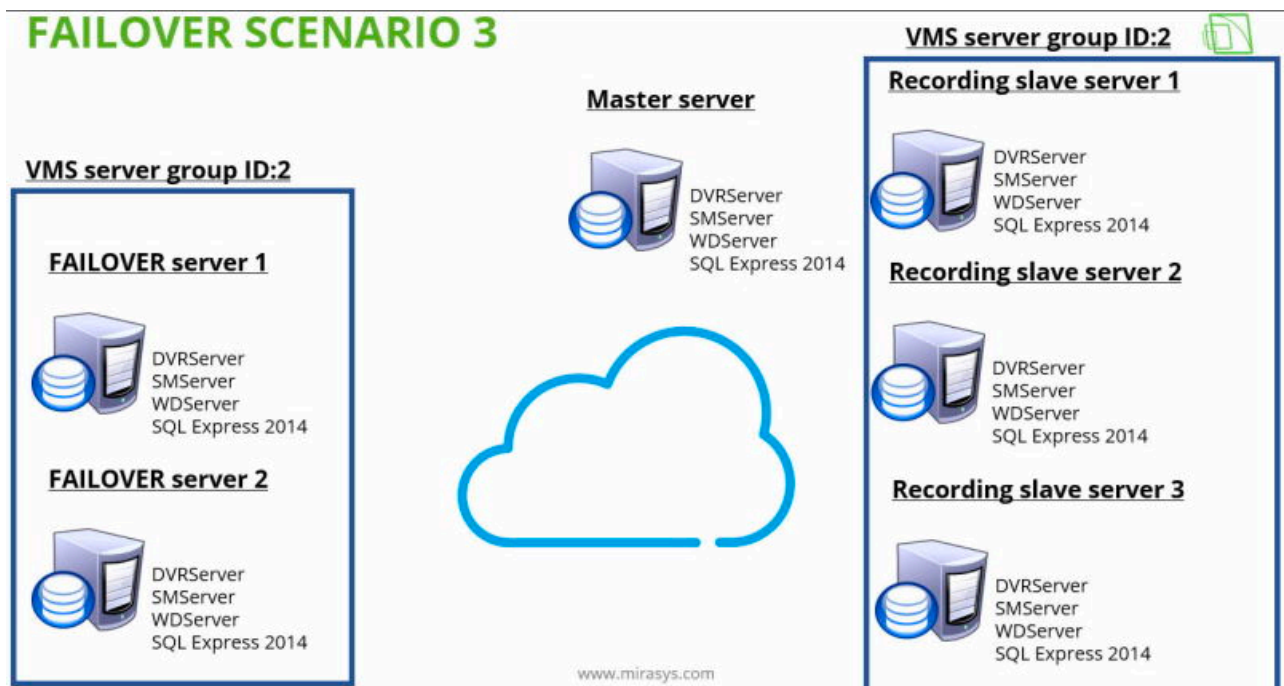 FAILOVER SCENARIO 3
VMS server group ID:2
FAILOVER server 1
DVRServer
SMServer
WDServer
SQL Express 2014
FAILOVER server 2
DVRServer
SMServer
WDServer
SQL Express 2014
Master server
DVRServer
SMServer
WDServer
SQL Express 2014
www.mirasys.com
VMS server group ID:2
Recording slave server 1
DVRServer
SMServer
WDServer
SQL Express 2014
Recording slave server 2
DVRServer
SMServer
WDServer
SQL Express 2014
Recording slave server 3
DVRServer
SMServer
WDServer
SQL Express 2014